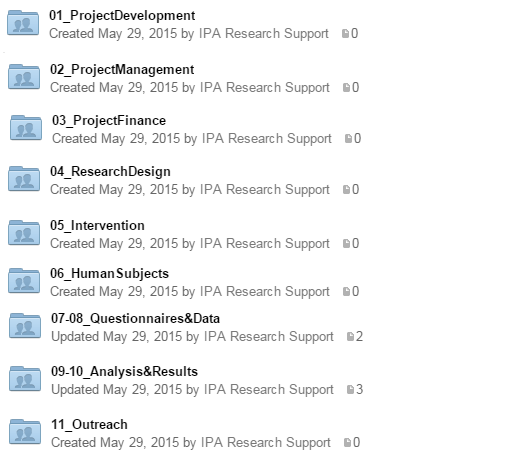 01_ProjectDevelopment
Created May 29, 2015 by IPA Research Support 0
02_ProjectManagement
Created May 29, 2015 by IPA Research Support 0
03_ProjectFinance
Created May 29, 2015 by IPA Research Support 0
04_ResearchDesign
Created May 29, 2015 by IPA Research Support 0
05_Intervention
Created May 29, 2015 by IPA Research Support 0
06_HumanSubjects
Created May 29, 2015 by IPA Research Support 0
07-08_Questionnaires&Data
Updated May 29, 2015 by IPA Research Support 2
09-10_Analysis&Results
Updated May 29, 2015 by IPA Research Support 3
11_Outreach
Created May 29, 2015 by IPA Research Support 0